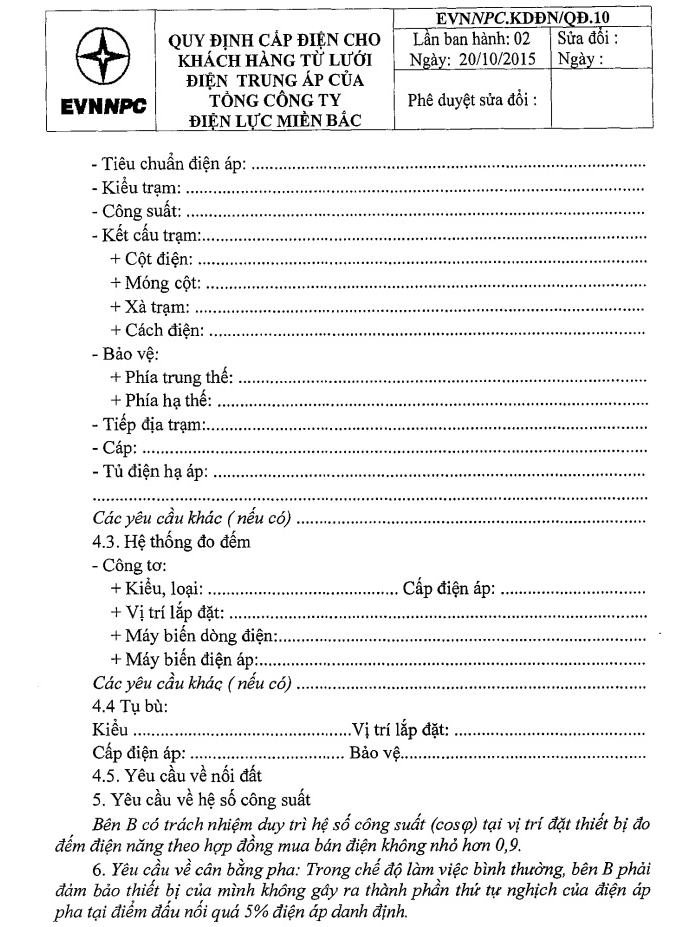 EVNNPC
QUY ĐỊNH CẤP ĐIỆN CHO
KHÁCH HÀNG TỪ LƯỚI
ĐIỆN TRUNG ÁP CỦA
TỔNG CÔNG TY
ĐIỆN LỰC MIỀN BẮC
EVNNPC.KDĐN/QĐ.10
Lần ban hành: 02
Ngày: 20/10/2015
Sửa đổi :
Ngày :
Phê duyệt sửa đổi :
- Tiêu chuẩn điện áp: ........................................
- Kiểu trạm: ........................................
- Công suất: ........................................
- Kết cấu trạm:........................................
+ Cột điện: ........................................
+ Móng cột: ........................................
+ Xà trạm: ........................................
+ Cách điện: ........................................
- Bảo vệ:
+ Phía trung thế: ........................................
+ Phía hạ thế: ........................................
- Tiếp địa trạm:........................................
- Cáp: ........................................
- Tủ điện hạ áp: ........................................
........................................
Các yêu cầu khác ( nếu có) ........................................
4.3. Hệ thống đo đếm
- Công tơ:
+ Kiểu, loại: ........................................ Cấp điện áp: ..............................
+ Vị trí lắp đặt: ........................................
+ Máy biến dòng điện:........................................
+ Máy biến điện áp:........................................
Các yêu cầu khác ( nếu có) ........................................
4.4 Tụ bù:
Kiểu ........................................Vị trí lắp đặt: ........................................
Cấp điện áp: .............................. Bảo vệ........................................
4.5. Yêu cầu về nối đất
5. Yêu cầu về hệ số công suất
Bên B có trách nhiệm duy trì hệ số công suất (cosφ) tại vị trí đặt thiết bị đo
đếm điện năng theo hợp đồng mua bán điện không nhỏ hơn 0,9.
6. Yêu cầu về cân bằng pha: Trong chế độ làm việc bình thường, bên B phải
đảm bảo thiết bị của mình không gây ra thành phần thứ tự nghịch của điện áp
pha tại điểm đấu nối quá 5% điện áp danh định.